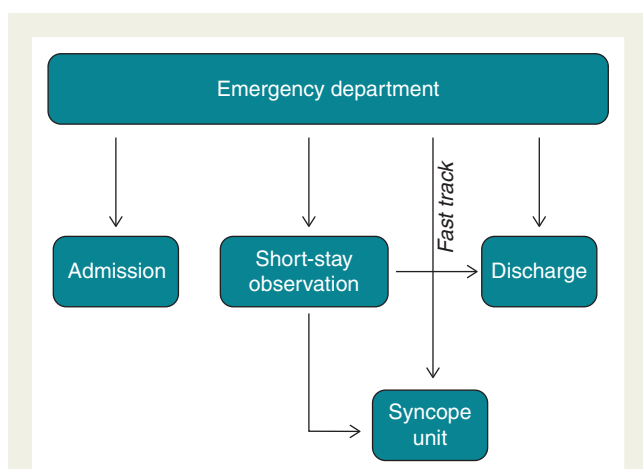 Emergency department
Fast track
Admission
Short-stay
observation
Discharge
Syncope
unit